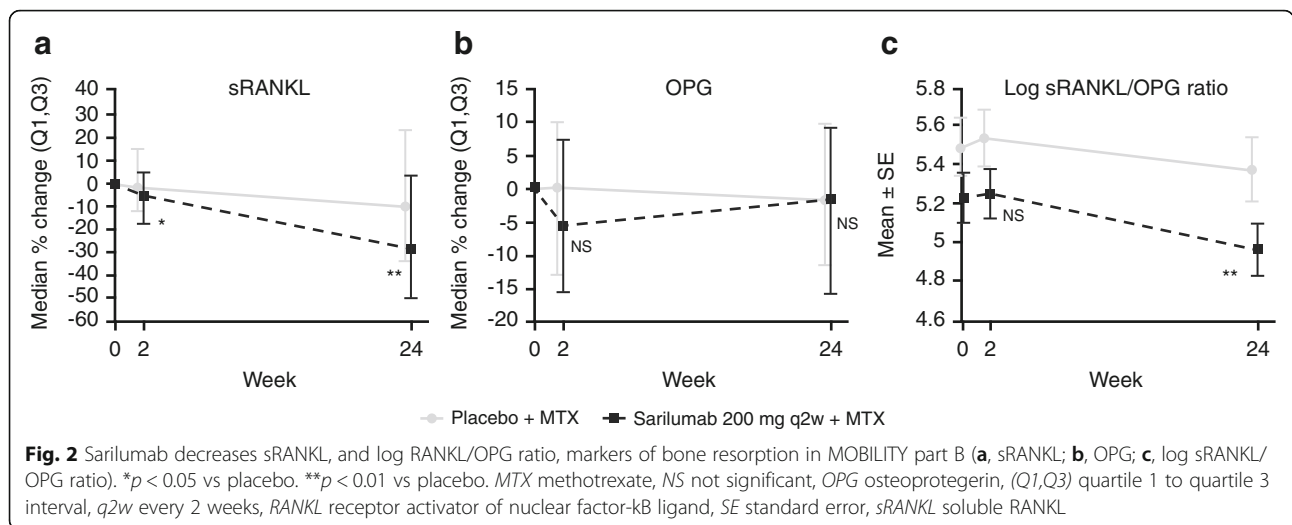 a
sRANKL
Median % change (Q1,Q3)
40
30
20
10
0
-10
-20
-30
-40
-50
-60
*
**
0 2 24
Week
b
OPG
Median % change (Q1,Q3)
15
10
5
0
-5
-10
-15
-20
NS
NS
0 2 24
Week
c
Log sRANKL/OPG ratio
Mean ± SE
5.8
5.6
5.4
5.2
5
4.8
4.6
NS
**
0 2 24
Week
Placebo + MTX Sarilumab 200 mg q2w + MTX
Fig. 2 Sarilumab decreases sRANKL, and log RANKL/OPG ratio, markers of bone resorption in MOBILITY part B (a, sRANKL; b, OPG; c, log sRANKL/
OPG ratio). *p < 0.05 vs placebo. **p < 0.01 vs placebo. MTX methotrexate, NS not significant, OPG osteoprotegerin, (Q1,Q3) quartile 1 to quartile 3
interval, q2w every 2 weeks, RANKL receptor activator of nuclear factor-kB ligand, SE standard error, sRANKL soluble RANKL